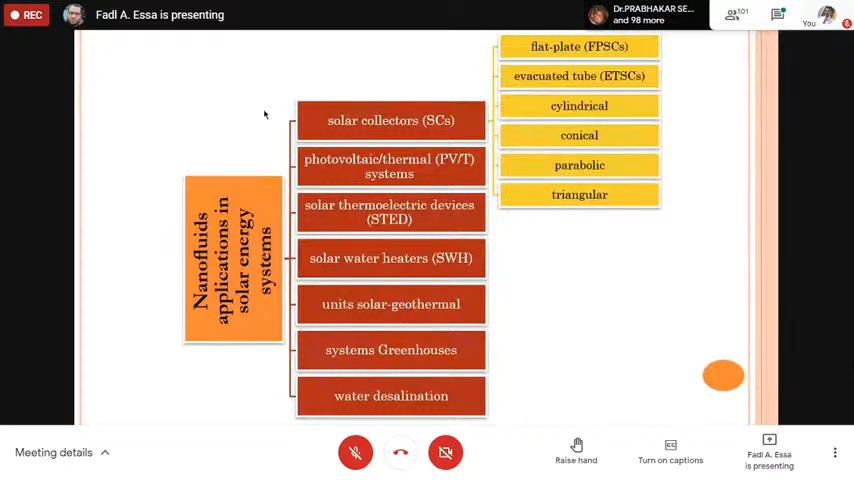 REC
Fadl A. Essa is presenting
Dr.PRABHAKAR SE...
and 98 more
101
You
Nanofluids
applications in
solar energy
systems
solar collectors (SCs)
photovoltaic/thermal (PV/T)
systems
solar thermoelectric devices
(STED)
solar water heaters (SWH)
units solar-geothermal
systems Greenhouses
water desalination
flat-plate (FPSCs)
evacuated tube (ETSCs)
cylindrical
conical
parabolic
triangular
Meeting details
Raise hand
Turn on captions
Fadl A. Essa
is presenting